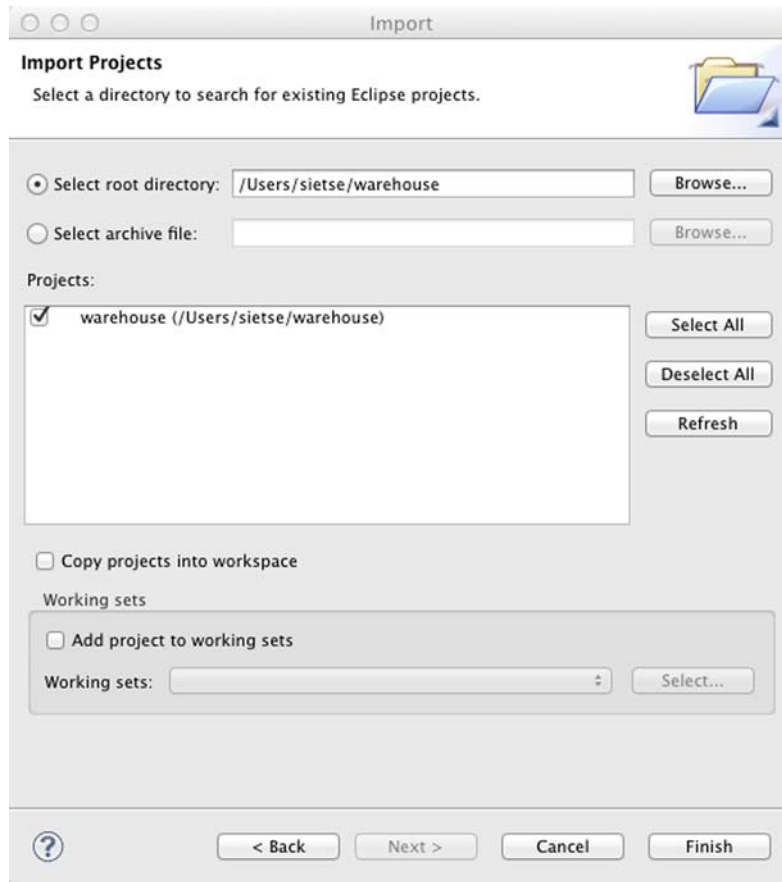 Import
Import Projects
Select a directory to search for existing Eclipse projects.
Select root directory: /Users/sietse/warehouse Browse...
Select archive file: Browse...
Projects:
warehouse (/Users/sietse/warehouse)
Select All
Deselect All
Refresh
Copy projects into workspace
Working sets
Add project to working sets
Working sets: Select...
? < Back Next > Cancel Finish